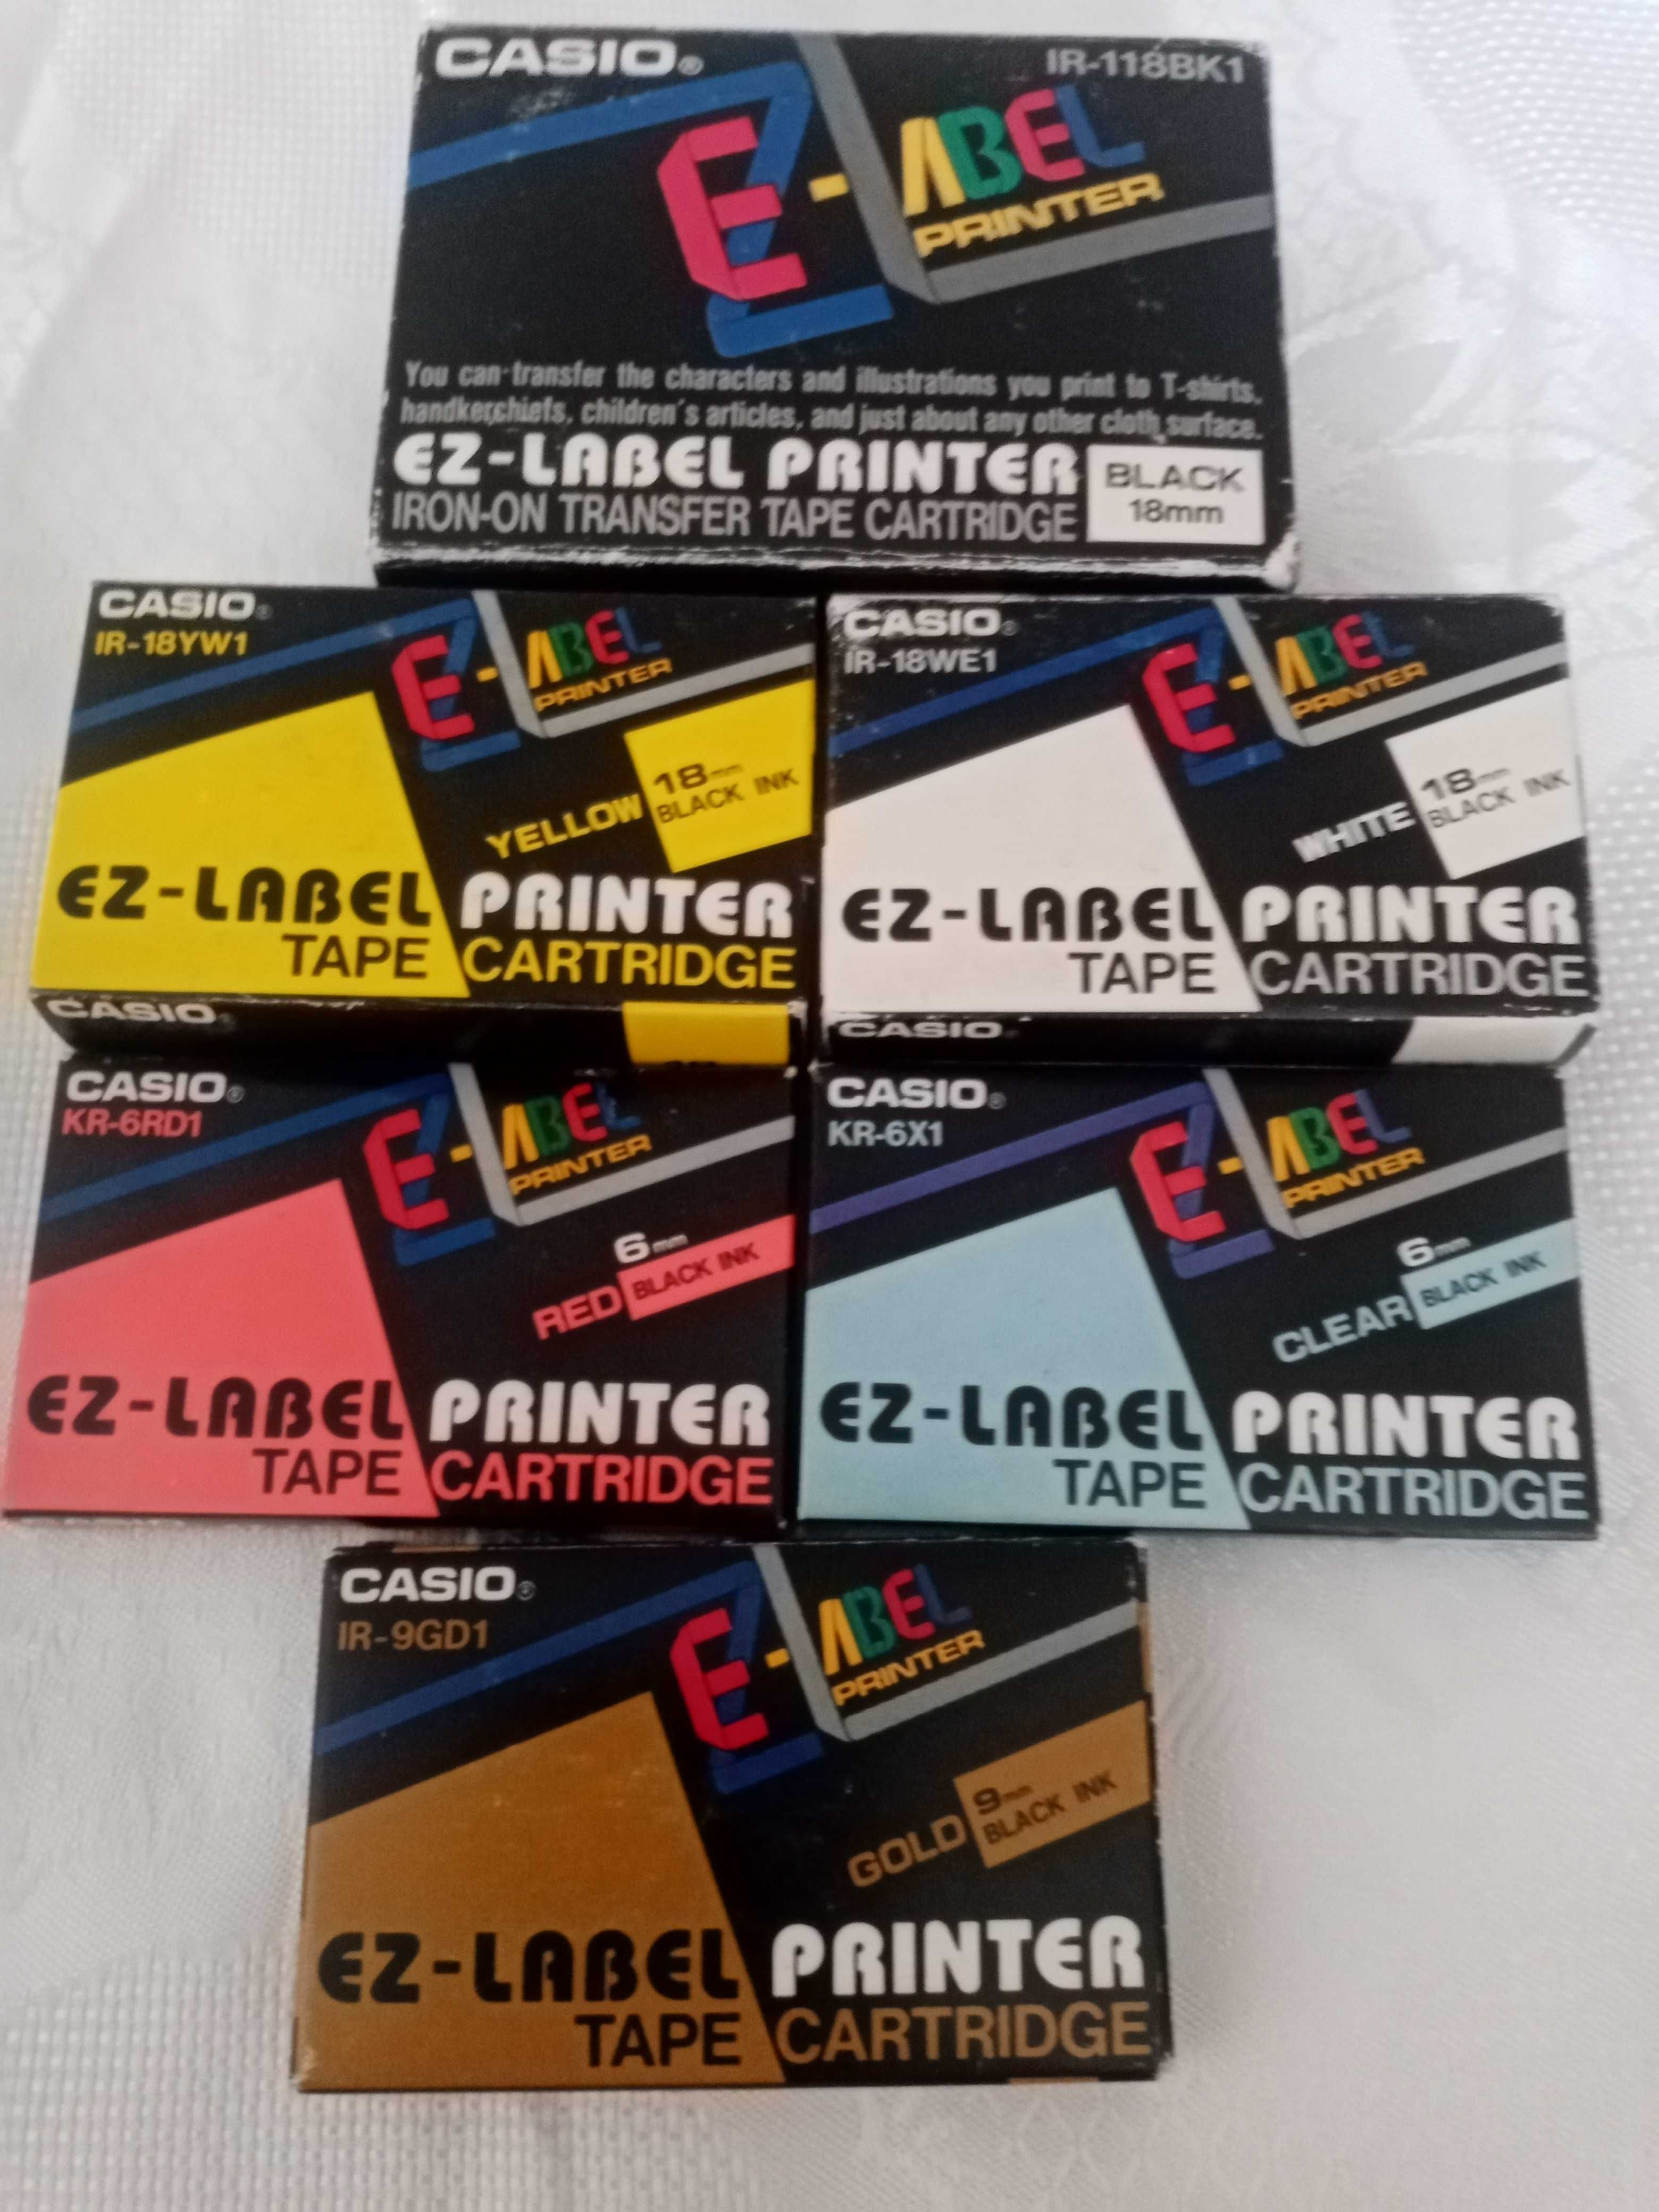 CASIO®
IR-118BK1
EZ-LABEL
PRINTER
You can transfer the characters and illustrations you print to T-shirts,
handkerchiefs, children's articles, and just about any other cloth surface.
EZ-LABEL PRINTER
IRON-ON TRANSFER TAPE CARTRIDGE
BLACK
18mm
CASIO®
IR-18YW1
EZ-LABEL
PRINTER
YELLOW
18mm
BLACK INK
EZ-LABEL PRINTER
TAPE CARTRIDGE
CASIO
CASIO®
IR-18WE1
EZ-LABEL
PRINTER
WHITE
18mm
BLACK INK
EZ-LABEL PRINTER
TAPE CARTRIDGE
CASIO
CASIO®
KR-6RD1
EZ-LABEL
PRINTER
6mm
RED BLACK INK
EZ-LABEL PRINTER
TAPE CARTRIDGE
CASIO®
KR-6X1
EZ-LABEL
PRINTER
6mm
CLEAR BLACK INK
EZ-LABEL PRINTER
TAPE CARTRIDGE
CASIO®
IR-9GD1
EZ-LABEL
PRINTER
GOLD
9mm
BLACK INK
EZ-LABEL PRINTER
TAPE CARTRIDGE